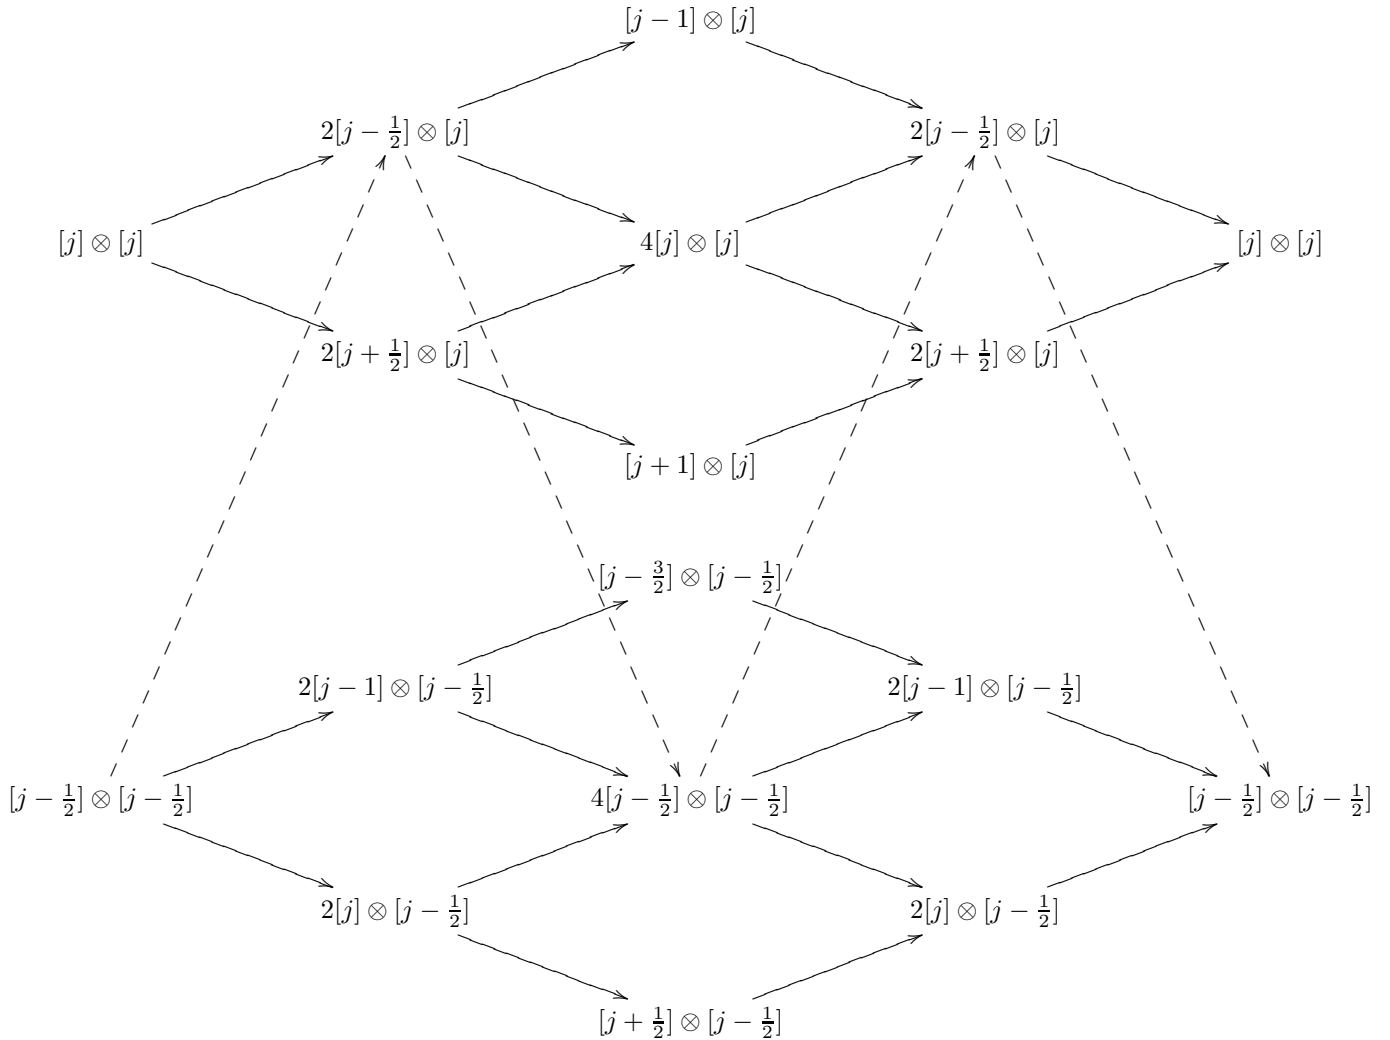 [j − 1] ⊗ [j]
2[j − 1/2] ⊗ [j] 2[j − 1/2] ⊗ [j]
[j] ⊗ [j] 4[j] ⊗ [j] [j] ⊗ [j]
2[j + 1/2] ⊗ [j] 2[j + 1/2] ⊗ [j]
[j + 1] ⊗ [j]
[j − 3/2] ⊗ [j − 1/2]
2[j − 1] ⊗ [j − 1/2] 2[j − 1] ⊗ [j − 1/2]
[j − 1/2] ⊗ [j − 1/2] 4[j − 1/2] ⊗ [j − 1/2] [j − 1/2] ⊗ [j − 1/2]
2[j] ⊗ [j − 1/2] 2[j] ⊗ [j − 1/2]
[j + 1/2] ⊗ [j − 1/2]